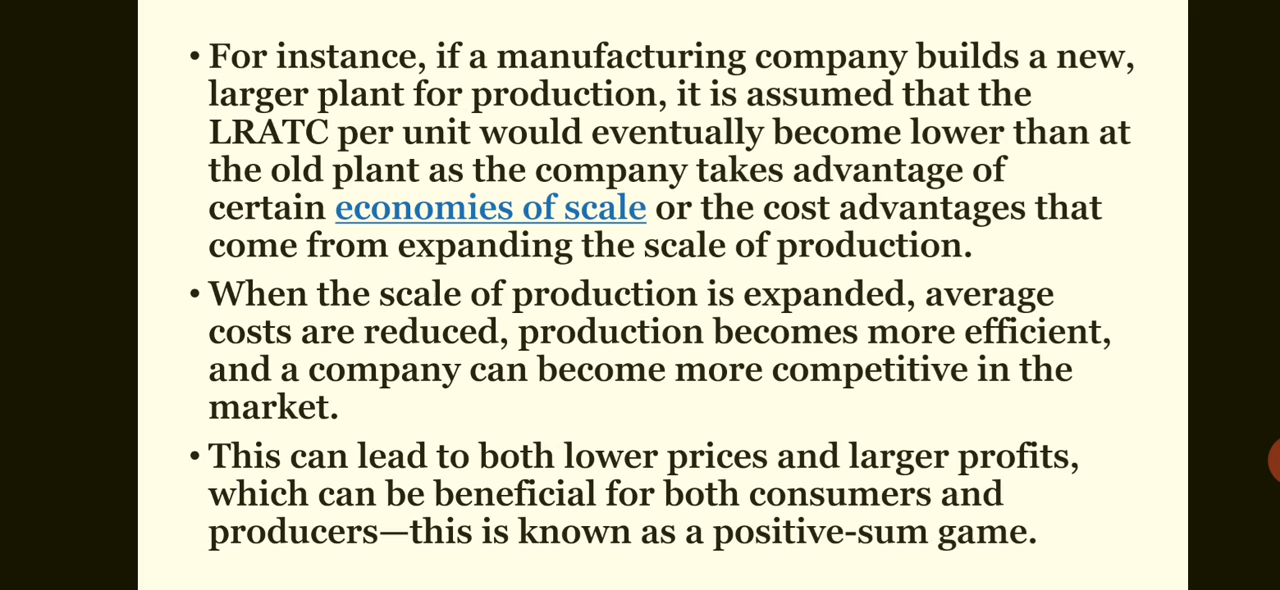 • For instance, if a manufacturing company builds a new,
larger plant for production, it is assumed that the
LRATC per unit would eventually become lower than at
the old plant as the company takes advantage of
certain economies of scale or the cost advantages that
come from expanding the scale of production.
• When the scale of production is expanded, average
costs are reduced, production becomes more efficient,
and a company can become more competitive in the
market.
• This can lead to both lower prices and larger profits,
which can be beneficial for both consumers and
producers—this is known as a positive-sum game.